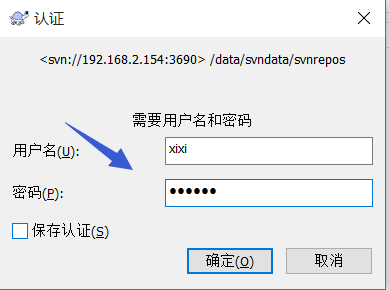 认证
<svn://192.168.2.154:3690> /data/svndata/svnrepos
需要用户名和密码
用户名(U):
xixi
密码(P):
●●●●●●
保存认证(S)
确定(O)
取消